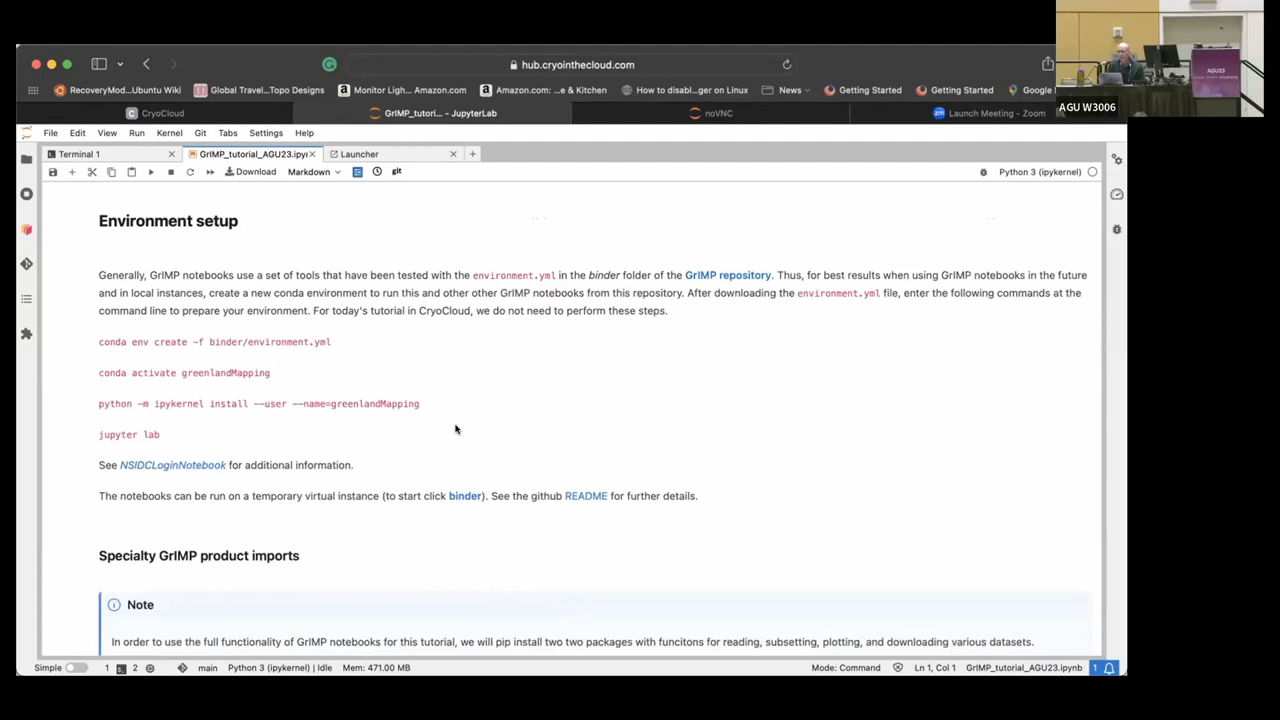 hub.cryointhecloud.com
RecoveryMod...Ubuntu Wiki
Global Travel...Topo Designs
Monitor Ligh... Amazon.com
Amazon.com: ...e & Kitchen
How to disabl...ger on Linux
News
Getting Started
Getting Started
Google
AGU23
AGU W3006
CryoCloud
GrIMP_tutori... - JupyterLab
noVNC
Launch Meeting - Zoom
File Edit View Run Kernel Git Tabs Settings Help
Terminal 1
GrIMP_tutorial_AGU23.ipyı
Launcher
Download
Markdown
git
Python 3 (ipykernel)
Environment setup
Generally, GrIMP notebooks use a set of tools that have been tested with the environment.yml in the binder folder of the GrIMP repository. Thus, for best results when using GrIMP notebooks in the future
and in local instances, create a new conda environment to run this and other other GrIMP notebooks from this repository. After downloading the environment.yml file, enter the following commands at the
command line to prepare your environment. For today's tutorial in CryoCloud, we do not need to perform these steps.
conda env create -f binder/environment.yml
conda activate greenlandMapping
python -m ipykernel install --user --name=greenlandMapping
jupyter lab
See NSIDCLoginNotebook for additional information.
The notebooks can be run on a temporary virtual instance (to start click binder). See the github README for further details.
Specialty GrIMP product imports
Note
In order to use the full functionality of GrIMP notebooks for this tutorial, we will pip install two two packages with funcitons for reading, subsetting, plotting, and downloading various datasets.
Simple 1 2 main Python 3 (ipykernel) | Idle Mem: 471.00 MB Mode: Command Ln 1, Col 1 GrIMP_tutorial_AGU23.ipynb 1